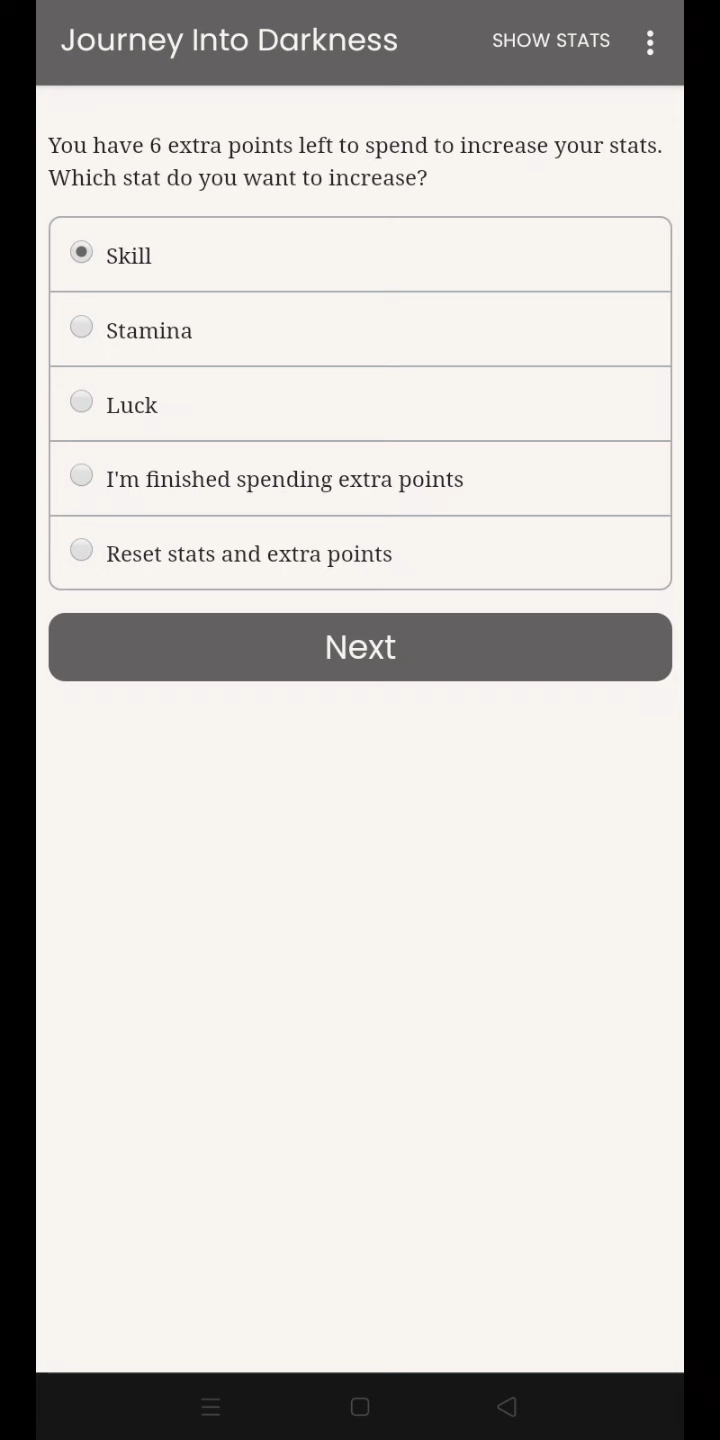 Journey Into Darkness
SHOW STATS
You have 6 extra points left to spend to increase your stats.
Which stat do you want to increase?
Skill
Stamina
Luck
I'm finished spending extra points
Reset stats and extra points
Next